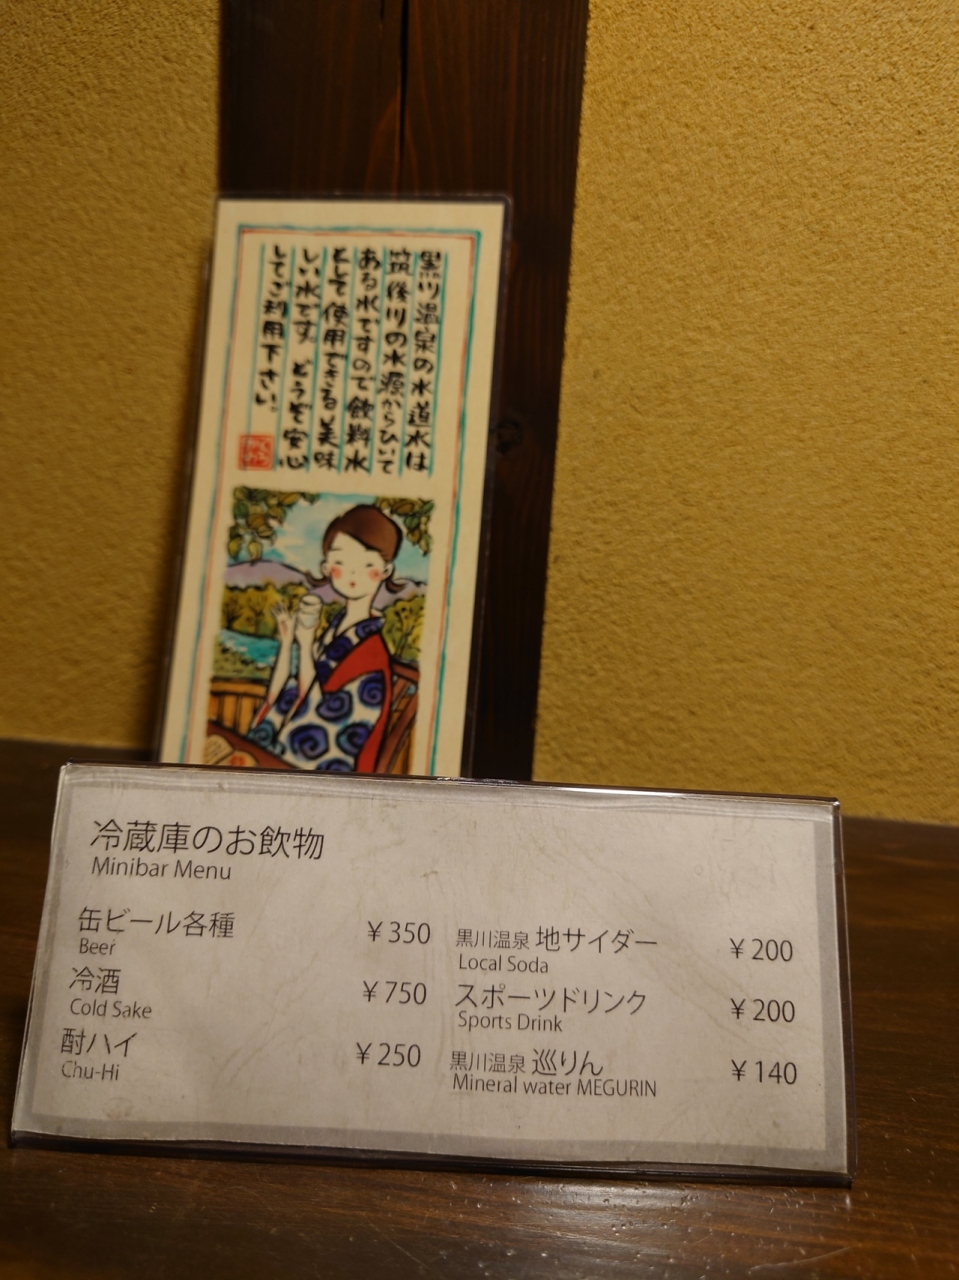 黒川温泉の水道水は
筑後川の水源からひいて
ある水ですので飲料水
として使用できる美味
しい水です。どうぞ安心
してご利用下さい。
冷蔵庫のお飲物
Minibar Menu
缶ビール各種 ¥350
Beer
冷酒 ¥750
Cold Sake
酎ハイ ¥250
Chu-Hi
黒川温泉 地サイダー ¥200
Local Soda
スポーツドリンク ¥200
Sports Drink
黒川温泉 巡りん ¥140
Mineral water MEGURIN